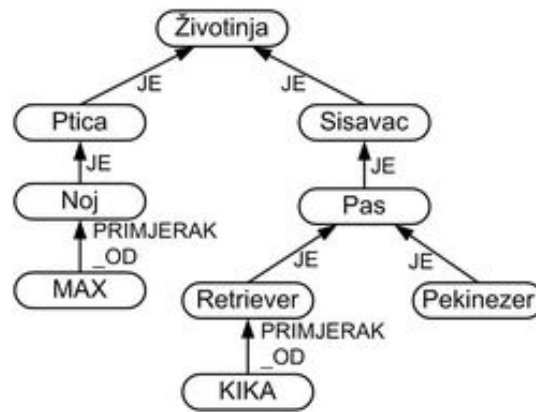 Životinja
JE
JE
Ptica
Sisavac
JE
JE
Noj
Pas
PRIMJERAK
_OD
JE
JE
MAX
Retriever
Pekinezer
PRIMJERAK
_OD
KIKA